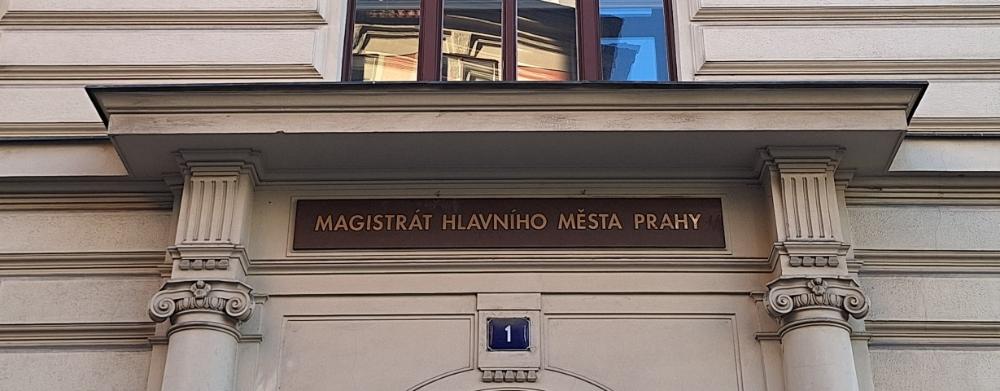 MAGISTRÁT HLAVNÍHO MĚSTA PRAHY
1